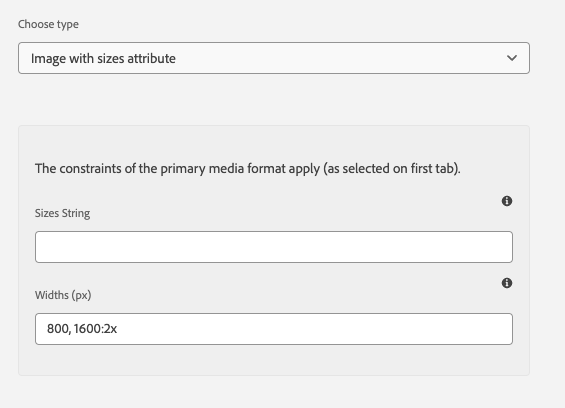 Choose type
Image with sizes attribute
The constraints of the primary media format apply (as selected on first tab).
Sizes String
Widths (px)
800, 1600:2x